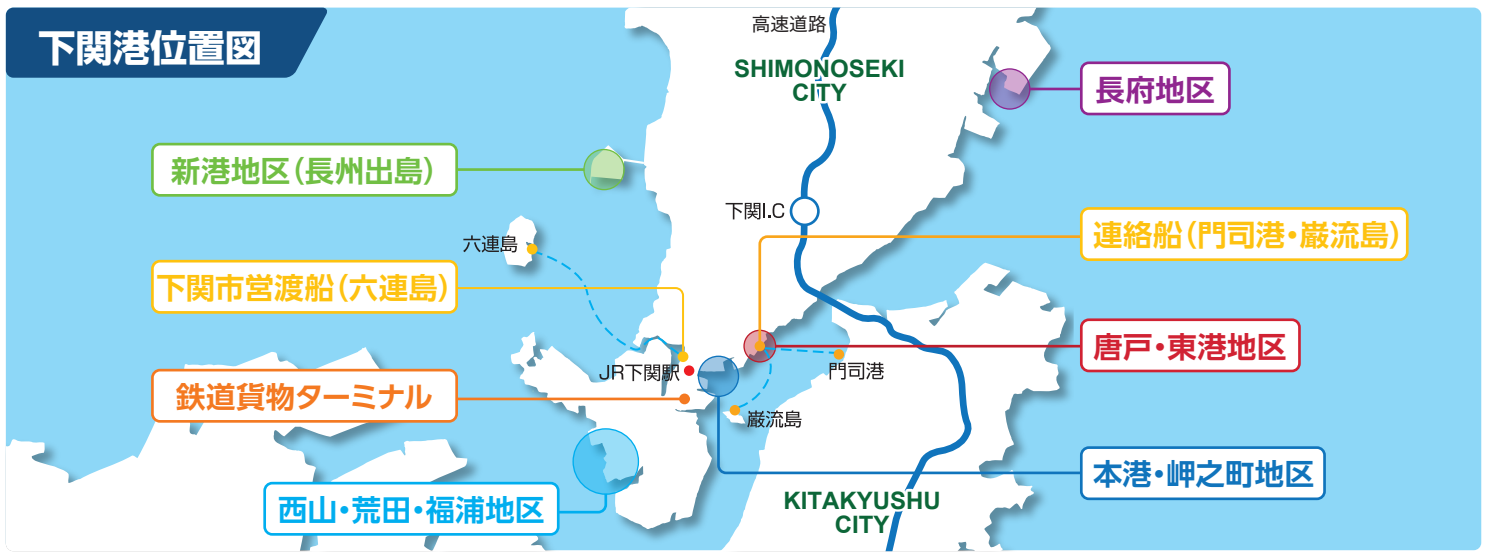 下関港位置図
高速道路
SHIMONOSEKI
CITY
長府地区
新港地区(長州出島)
下関I.C
連絡船(門司港・巌流島)
六連島
下関市営渡船(六連島)
唐戸・東港地区
JR下関駅
門司港
鉄道貨物ターミナル
巌流島
本港・岬之町地区
KITAKYUSHU
CITY
西山・荒田・福浦地区